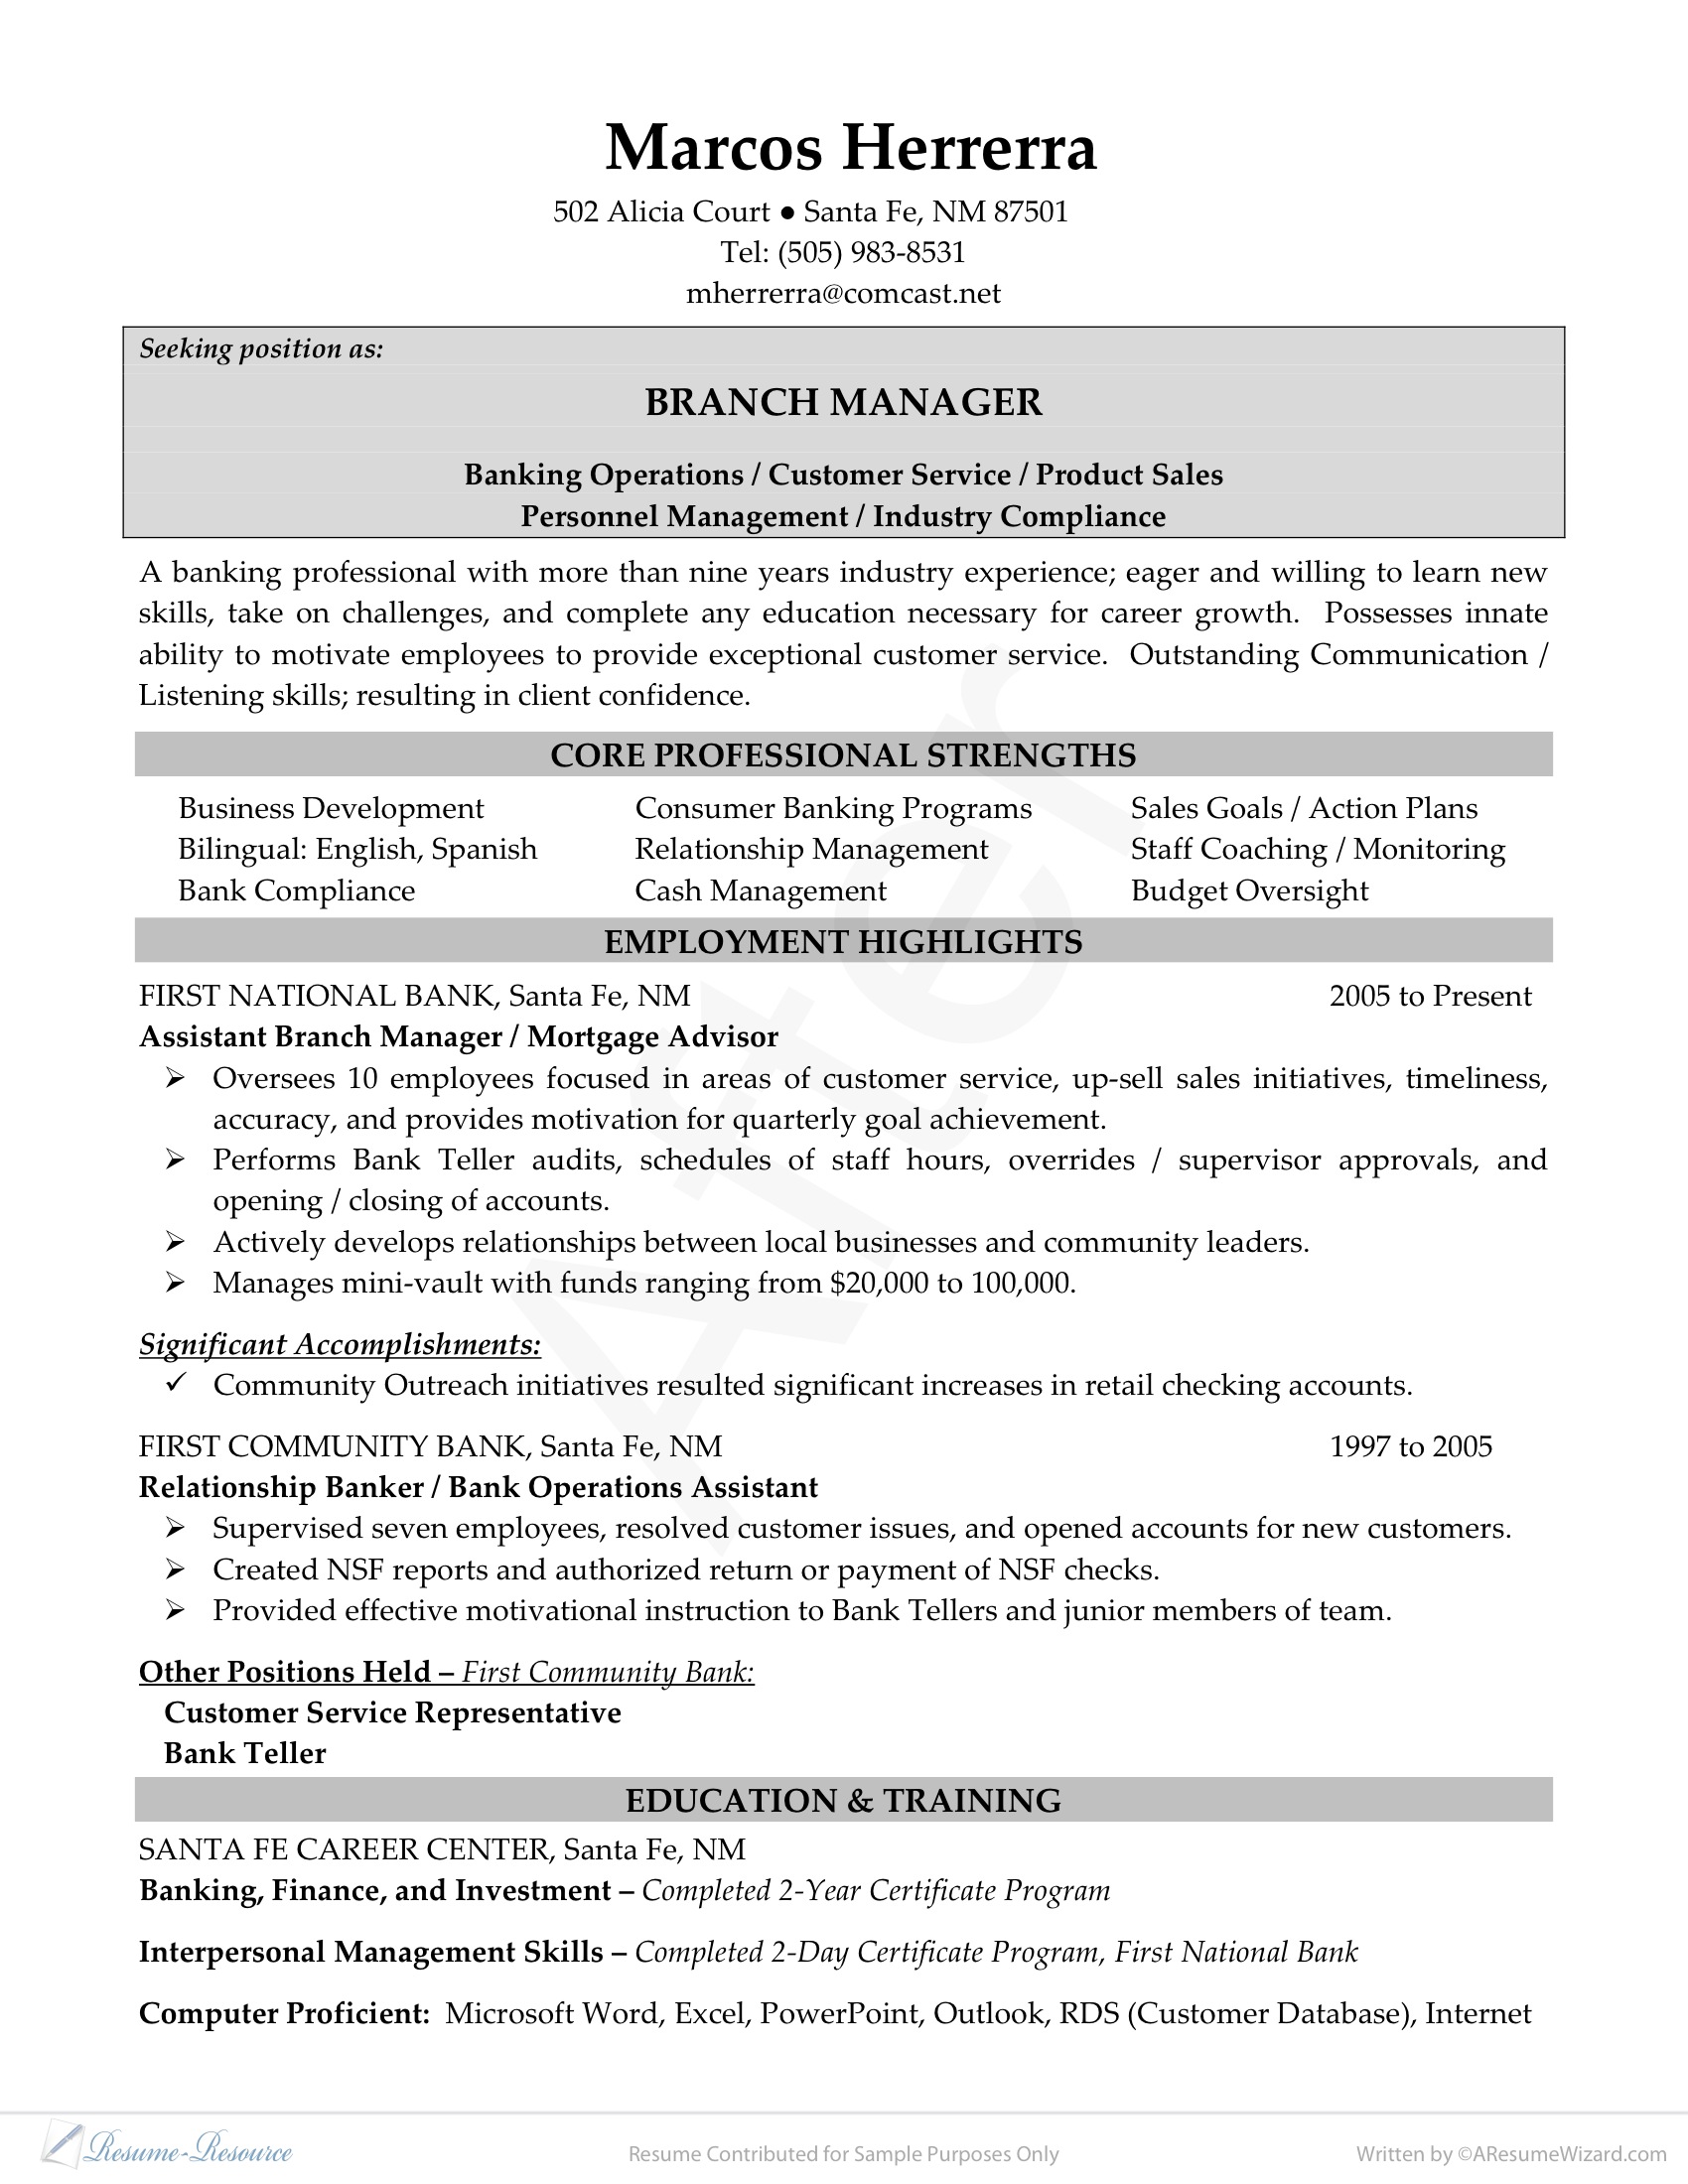 Marcos Herrerra
502 Alicia Court ● Santa Fe, NM 87501
Tel: (505) 983-8531
mherrerra@comcast.net
Seeking position as:
BRANCH MANAGER
Banking Operations / Customer Service / Product Sales
Personnel Management / Industry Compliance
A banking professional with more than nine years industry experience; eager and willing to learn new
skills, take on challenges, and complete any education necessary for career growth. Possesses innate
ability to motivate employees to provide exceptional customer service. Outstanding Communication /
Listening skills; resulting in client confidence.
CORE PROFESSIONAL STRENGTHS
Business Development Consumer Banking Programs Sales Goals / Action Plans
Bilingual: English, Spanish Relationship Management Staff Coaching / Monitoring
Bank Compliance Cash Management Budget Oversight
EMPLOYMENT HIGHLIGHTS
FIRST NATIONAL BANK, Santa Fe, NM 2005 to Present
Assistant Branch Manager / Mortgage Advisor
➢ Oversees 10 employees focused in areas of customer service, up-sell sales initiatives, timeliness,
accuracy, and provides motivation for quarterly goal achievement.
➢ Performs Bank Teller audits, schedules of staff hours, overrides / supervisor approvals, and
opening / closing of accounts.
➢ Actively develops relationships between local businesses and community leaders.
➢ Manages mini-vault with funds ranging from $20,000 to 100,000.
Significant Accomplishments:
✓ Community Outreach initiatives resulted significant increases in retail checking accounts.
FIRST COMMUNITY BANK, Santa Fe, NM 1997 to 2005
Relationship Banker / Bank Operations Assistant
➢ Supervised seven employees, resolved customer issues, and opened accounts for new customers.
➢ Created NSF reports and authorized return or payment of NSF checks.
➢ Provided effective motivational instruction to Bank Tellers and junior members of team.
Other Positions Held – First Community Bank:
Customer Service Representative
Bank Teller
EDUCATION & TRAINING
SANTA FE CAREER CENTER, Santa Fe, NM
Banking, Finance, and Investment – Completed 2-Year Certificate Program
Interpersonal Management Skills – Completed 2-Day Certificate Program, First National Bank
Computer Proficient: Microsoft Word, Excel, PowerPoint, Outlook, RDS (Customer Database), Internet
After
Resume-Resource Resume Contributed for Sample Purposes Only Written by ©AResumeWizard.com